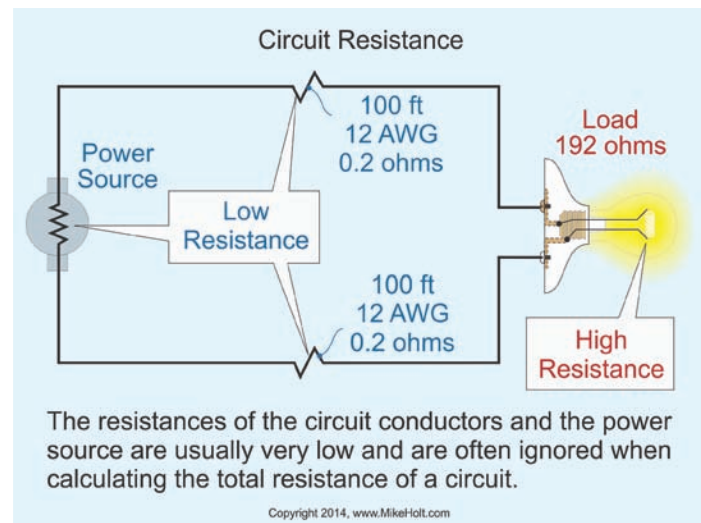 Circuit Resistance
100 ft
12 AWG
0.2 ohms
Load
192 ohms
Power
Source
Low
Resistance
100 ft
12 AWG
0.2 ohms
High
Resistance
The resistances of the circuit conductors and the power
source are usually very low and are often ignored when
calculating the total resistance of a circuit.
Copyright 2014, www.MikeHolt.com